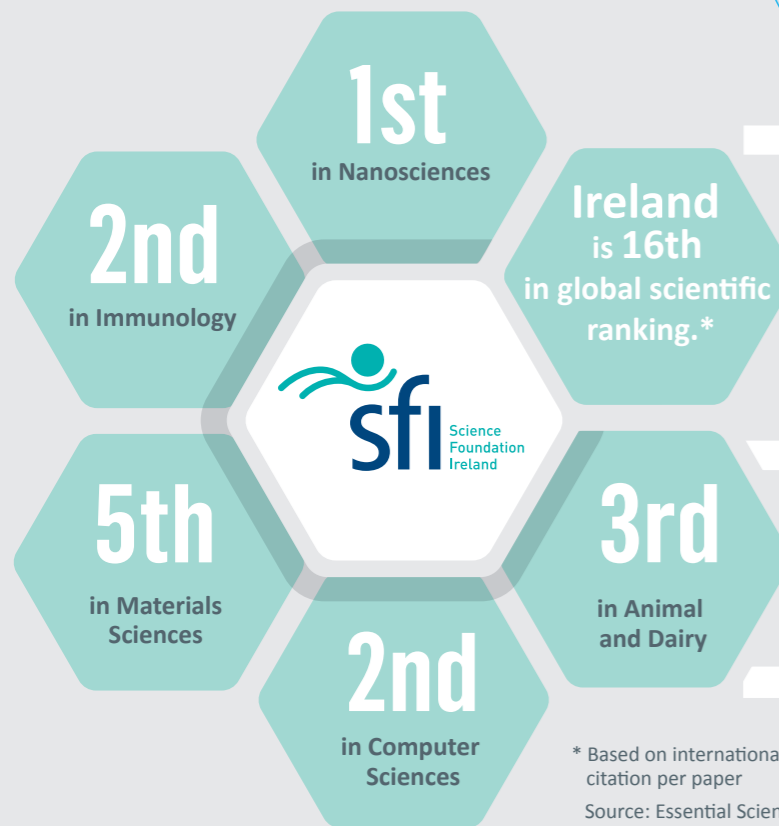 1st
in Nanosciences
2nd
in Immunology
Ireland
is 16th
in global scientific
ranking.*
sfi
Science
Foundation
Ireland
5th
in Materials
Sciences
3rd
in Animal
and Dairy
2nd
in Computer
Sciences
* Based on internationa
citation per paper
Source: Essential Scien